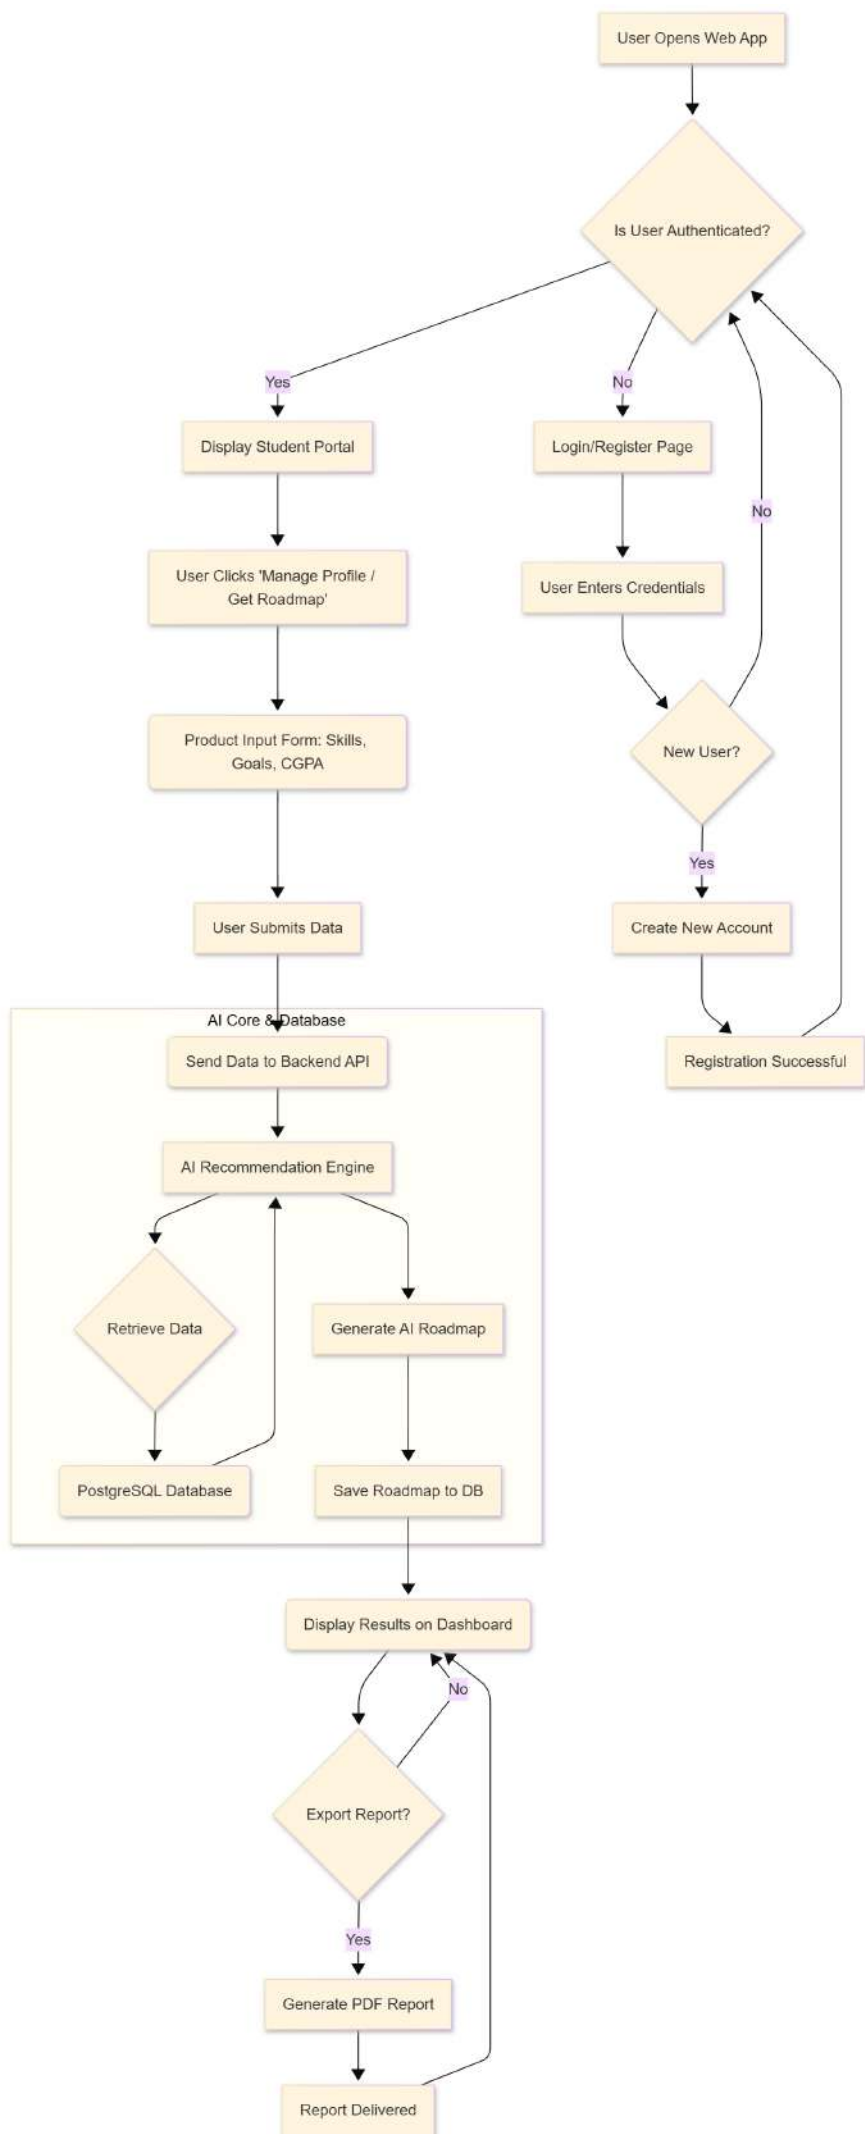 User Opens Web App
Is User Authenticated?
Yes
No
Display Student Portal
Login/Register Page
No
User Clicks 'Manage Profile /
Get Roadmap'
User Enters Credentials
Product Input Form: Skills,
Goals, CGPA
New User?
Yes
User Submits Data
Create New Account
AI Core & Database
Send Data to Backend API
Registration Successful
AI Recommendation Engine
Retrieve Data
Generate AI Roadmap
PostgreSQL Database
Save Roadmap to DB
Display Results on Dashboard
No
Export Report?
Yes
Generate PDF Report
Report Delivered